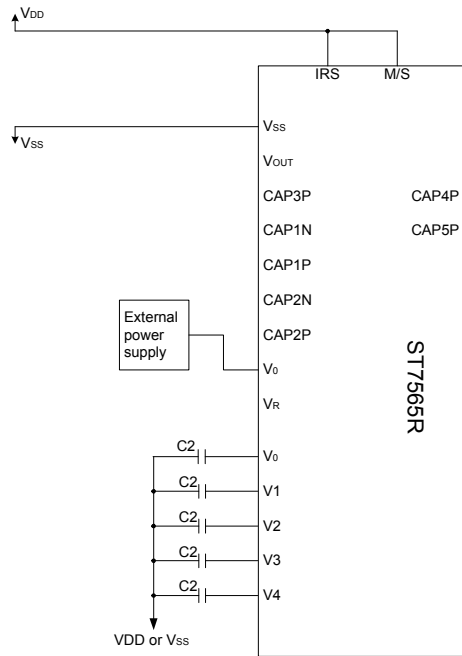 VDD
IRS M/S
VSS
VSS
VOUT
CAP3P CAP4P
CAP1N CAP5P
CAP1P
CAP2N
External
power
supply
CAP2P
V0
VR
ST7565R
C2 V0
C2 V1
C2 V2
C2 V3
C2 V4
VDD or VSS